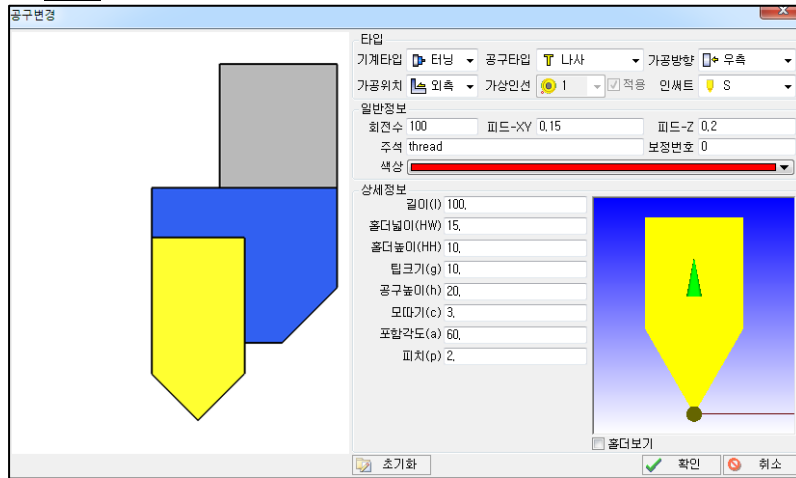 공구변경
타입
기계타입 터닝 공구타입 나사 가공방향 우측
가공위치 외측 가상인선 1 적용 인써트 S
일반정보
회전수 100 피드-XY 0,15 피드-Z 0,2
주석 thread 보정번호 0
색상
상세정보
길이(l) 100,
홀더넓이(HW) 15,
홀더높이(HH) 10,
팁크기(g) 10,
공구높이(h) 20,
모따기(c) 3,
포함각도(a) 60,
피치(p) 2,
홀더보기
초기화 확인 취소